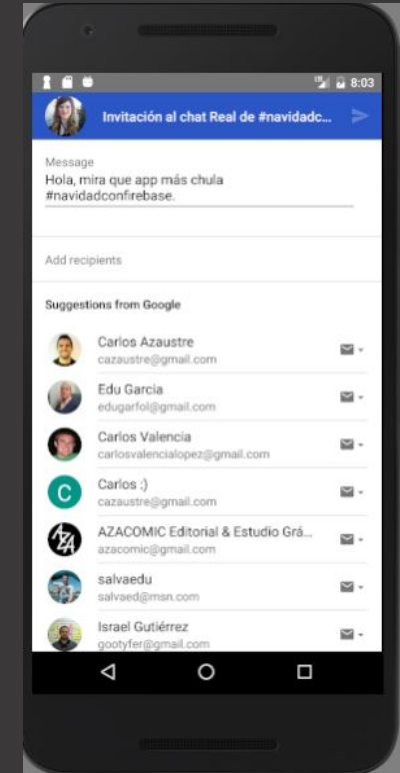 8:03
Invitación al chat Real de #navidadc...
Message
Hola, mira que app más chula
#navidadconfirebase.
Add recipients
Suggestions from Google
Carlos Azaustre
cazaustre@gmail.com
Edu Garcia
edugarfol@gmail.com
Carlos Valencia
carlosvalencialopez@gmail.com
C
Carlos :)
cazaustre@gmail.com
AZACOMIC Editorial & Estudio Grá...
azacomic@gmail.com
salvaedu
salvaed@msn.com
Israel Gutiérrez
gootyfer@gmail.com